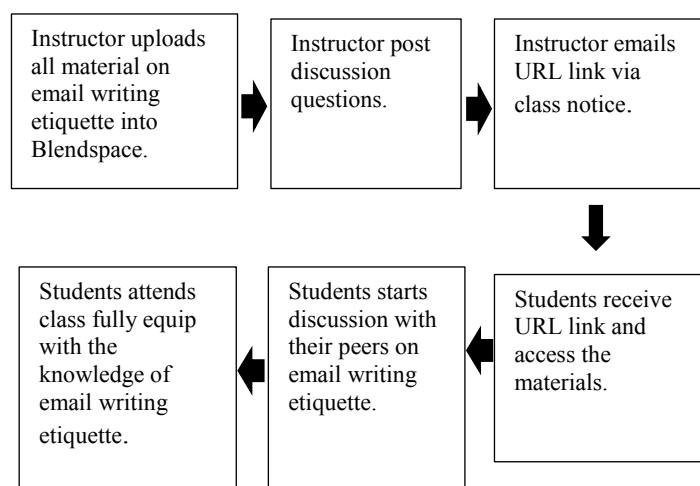 Instructor uploads
all material on
email writing
etiquette into
Blendspace.
Instructor post
discussion
questions.
Instructor emails
URL link via
class notice.
Students receive
URL link and
access the
materials.
Students starts
discussion with
their peers on
email writing
etiquette.
Students attends
class fully equip
with the
knowledge of
email writing
etiquette.